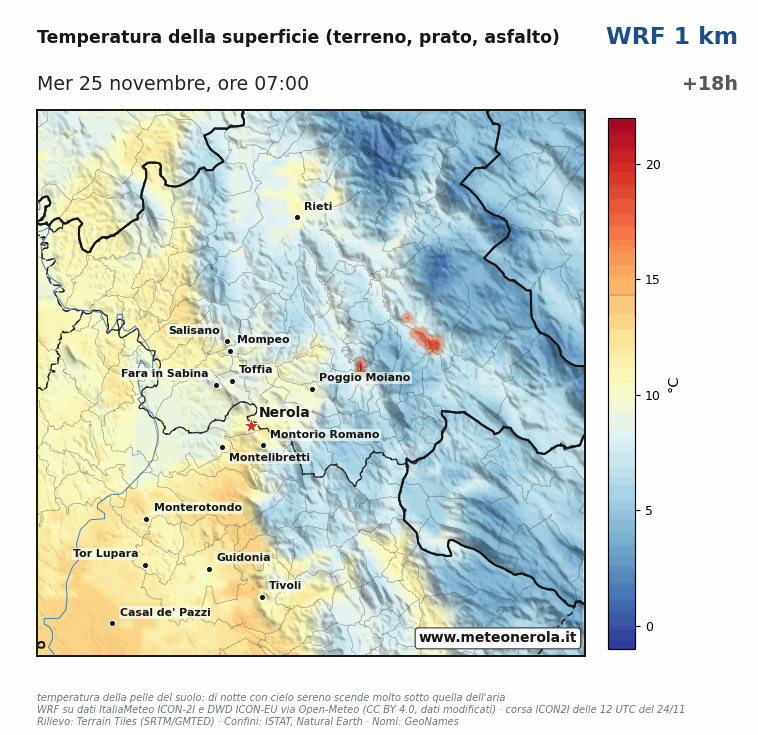 Temperatura della superficie (terreno, prato, asfalto)
WRF 1 km
Mer 25 novembre, ore 07:00
+18h
Rieti
Salisano
Mompeo
Fara in Sabina
Toffia
Poggio Moiano
Nerola
Montorio Romano
Montelibretti
Monterotondo
Tor Lupara
Guidonia
Tivoli
Casal de' Pazzi
www.meteonerola.it
20
15
10
5
0
°C
temperatura della pelle del suolo: di notte con cielo sereno scende molto sotto quella dell'aria
WRF su dati ItaliaMeteo ICON-2I e DWD ICON-EU via Open-Meteo (CC BY 4.0, dati modificati) · corsa ICON2I delle 12 UTC del 24/11
Rilievo: Terrain Tiles (SRTM/GMTED) · Confini: ISTAT, Natural Earth · Nomi: GeoNames